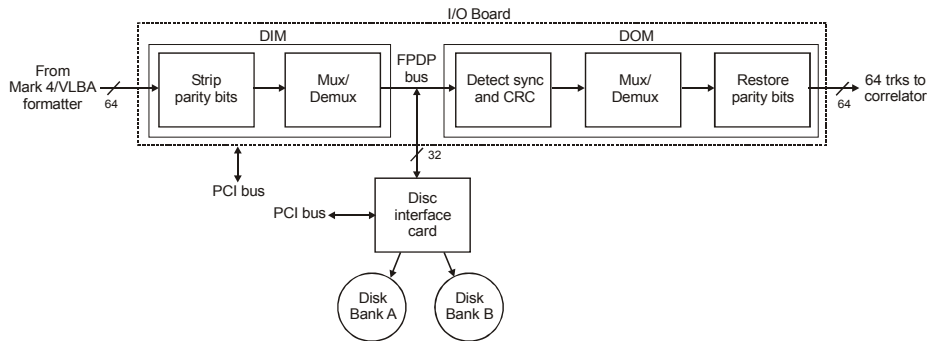 I/O Board
DIM
DOM
From
Mark 4/VLBA
formatter
64
Strip
parity bits
Mux/
Demux
FPDP
bus
Detect sync
and CRC
Mux/
Demux
Restore
parity bits
64
64 trks to
correlator
32
PCI bus
PCI bus
Disc
interface
card
Disk
Bank A
Disk
Bank B